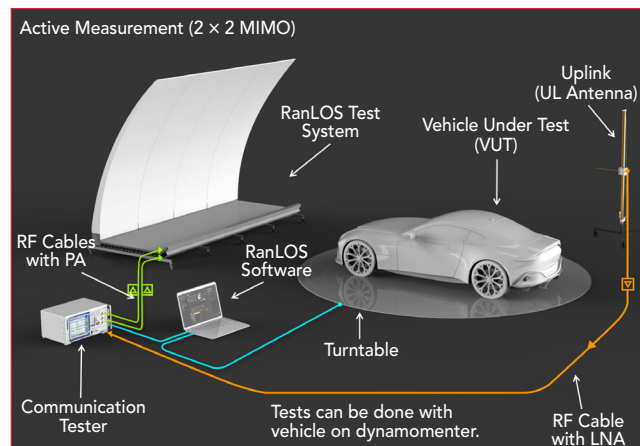 Active Measurement (2 × 2 MIMO)
Uplink
(UL Antenna)
RanLOS Test
System
Vehicle Under Test
(VUT)
RF Cables
with PA
RanLOS
Software
Turntable
Communication
Tester
Tests can be done with
vehicle on dynamomenter.
RF Cable
with LNA